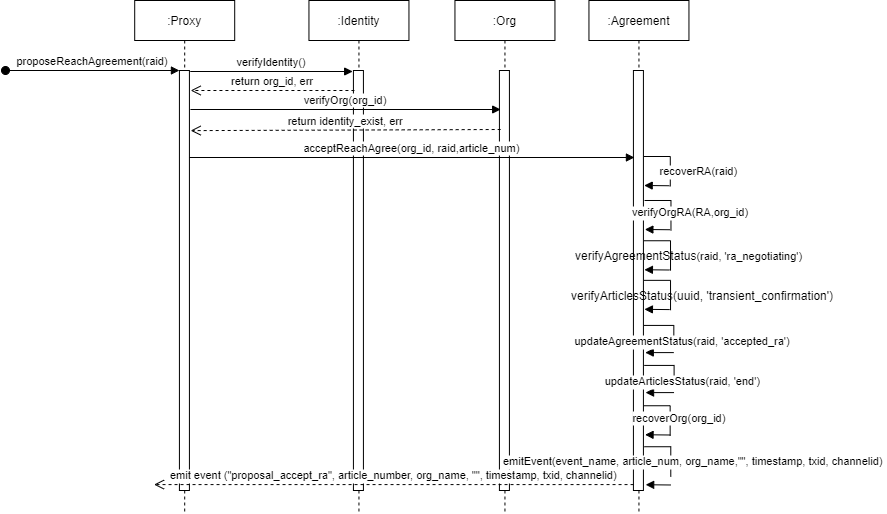 :Proxy
:Identity
:Org
:Agreement
proposeReachAgreement(raid)
verifyIdentity()
return org_id, err
verifyOrg(org_id)
return identity_exist, err
acceptReachAgree(org_id, raid,article_num)
recoverRA(raid)
verifyOrgRA(RA,org_id)
verifyAgreementStatus(raid, 'ra_negotiating')
verifyArticlesStatus(uuid, 'transient_confirmation')
updateAgreementStatus(raid, 'accepted_ra')
updateArticlesStatus(raid, 'end')
recoverOrg(org_id)
emitEvent(event_name, article_num, org_name,"", timestamp, txid, channelid)
emit event ("proposal_accept_ra", article_number, org_name, "", timestamp, txid, channelid)